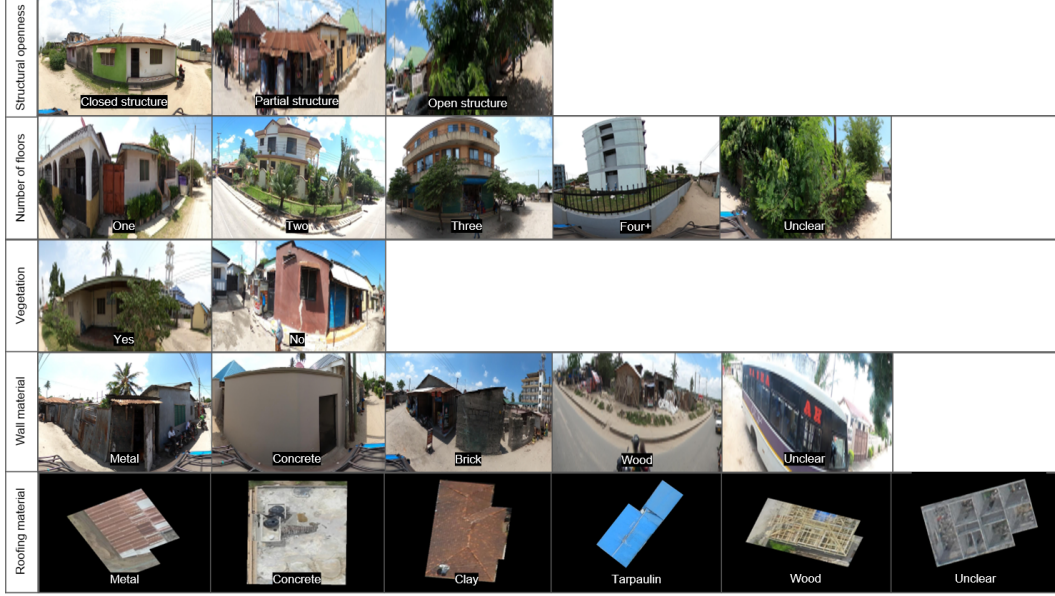 Structural openness
Closed structure
Partial structure
Open structure
Number of floors
One
Two
Three
Four+
Unclear
Vegetation
Yes
No
Wall material
Metal
Concrete
Brick
Wood
Unclear
Roofing material
Metal
Concrete
Clay
Tarpaulin
Wood
Unclear